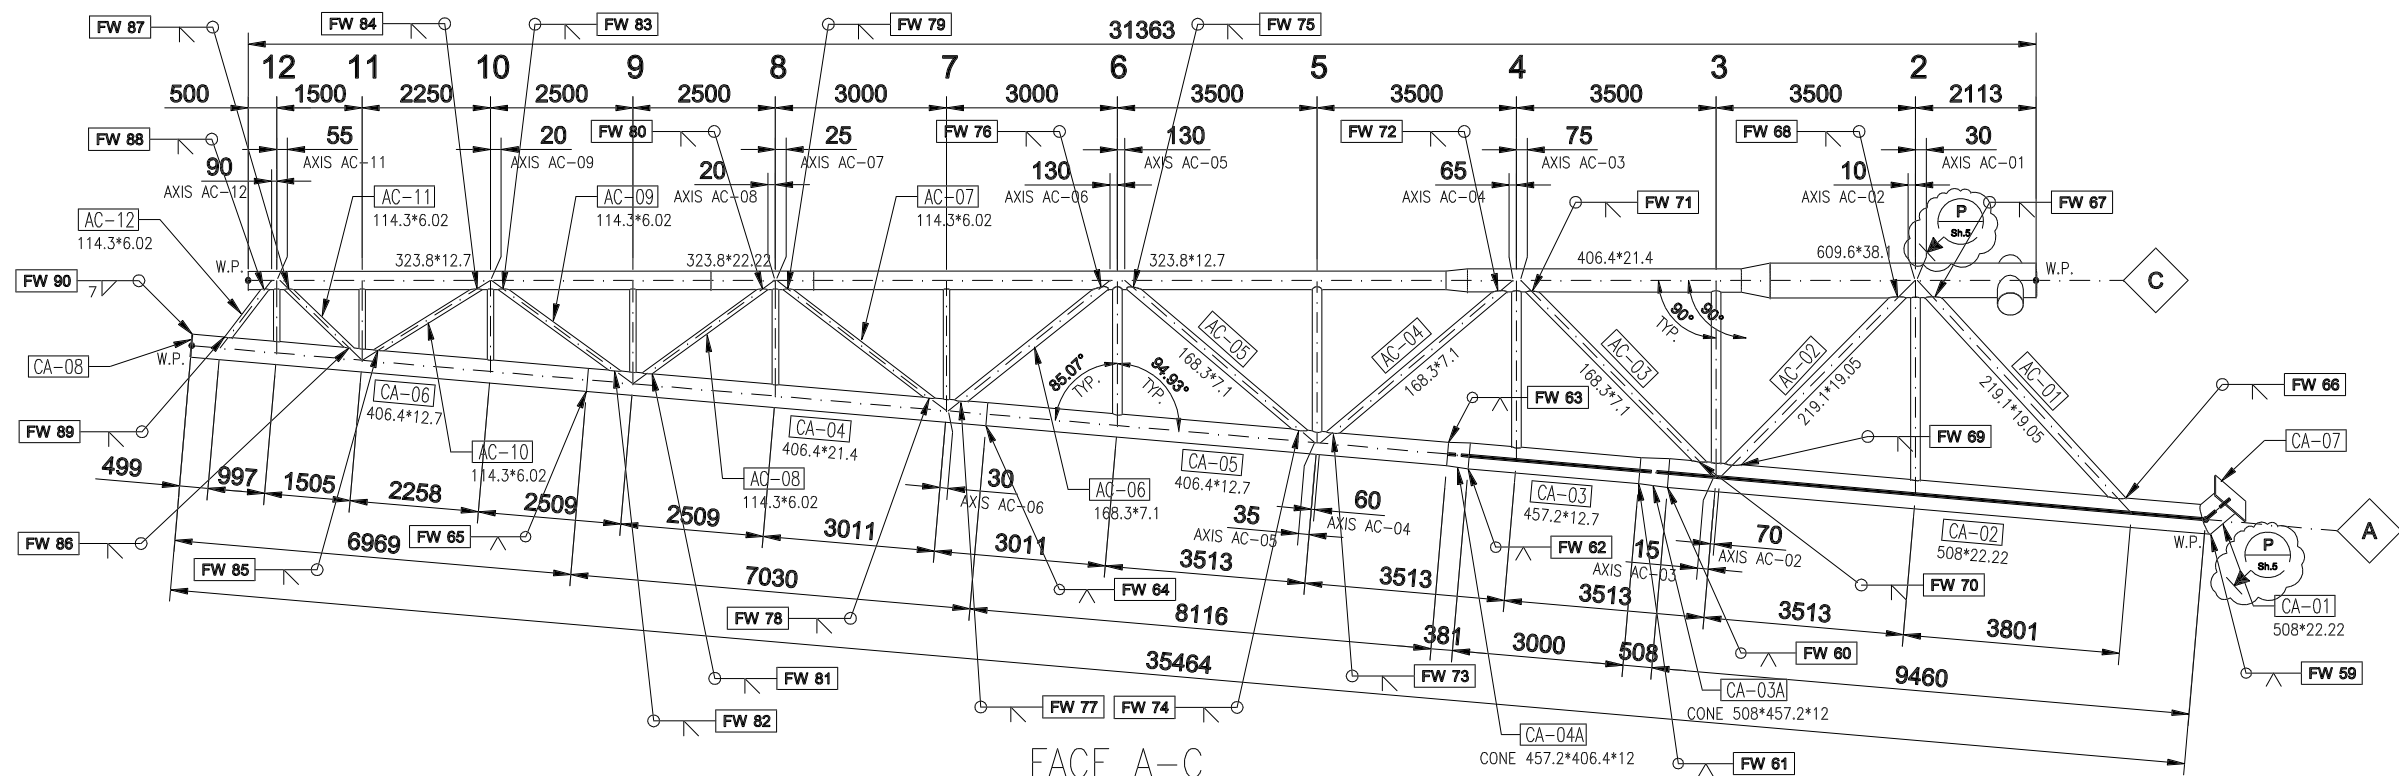 FW 87
FW 84
FW 83
FW 79
FW 75
31363
12
11
10
9
8
7
6
5
4
3
2
500
1500
2250
2500
2500
3000
3000
3500
3500
3500
3500
2113
FW 88
55
AXIS AC-11
20
AXIS AC-09
FW 80
25
AXIS AC-07
FW 76
130
AXIS AC-05
FW 72
75
AXIS AC-03
FW 68
30
AXIS AC-01
90
AXIS AC-12
20
AXIS AC-08
130
AXIS AC-06
65
AXIS AC-04
10
AXIS AC-02
AC-12
114.3*6.02
AC-11
114.3*6.02
AC-09
114.3*6.02
AC-07
114.3*6.02
FW 71
P
Sh.5
FW 67
FW 90
7
W.P.
323.8*12.7
323.8*22.22
323.8*12.7
406.4*21.4
609.6*38.1
W.P.
C
90°
TYP.
90°
CA-08
W.P.
CA-06
406.4*12.7
85.07°
TYP.
94.93°
TYP.
AC-05
168.3*7.1
AC-04
168.3*7.1
AC-03
168.3*7.1
AC-02
219.1*19.05
AC-01
219.1*19.05
FW 63
FW 66
FW 89
AC-10
114.3*6.02
CA-04
406.4*21.4
AC-08
114.3*6.02
AC-06
168.3*7.1
CA-05
406.4*12.7
FW 69
CA-07
499
997
1505
2258
2509
2509
3011
3011
3513
3513
3513
3513
3801
30
AXIS AC-06
35
AXIS AC-05
60
AXIS AC-04
CA-03
457.2*12.7
15
AXIS AC-03
70
AXIS AC-02
CA-02
508*22.22
W.P.
A
P
Sh.5
FW 86
FW 85
FW 65
FW 62
FW 64
FW 70
CA-01
508*22.22
6969
7030
8116
381
3000
508
9460
35464
FW 78
FW 81
FW 82
FW 77
FW 74
FW 73
FW 60
FW 59
CA-03A
CONE 508*457.2*12
CA-04A
CONE 457.2*406.4*12
FW 61
FACE A-C